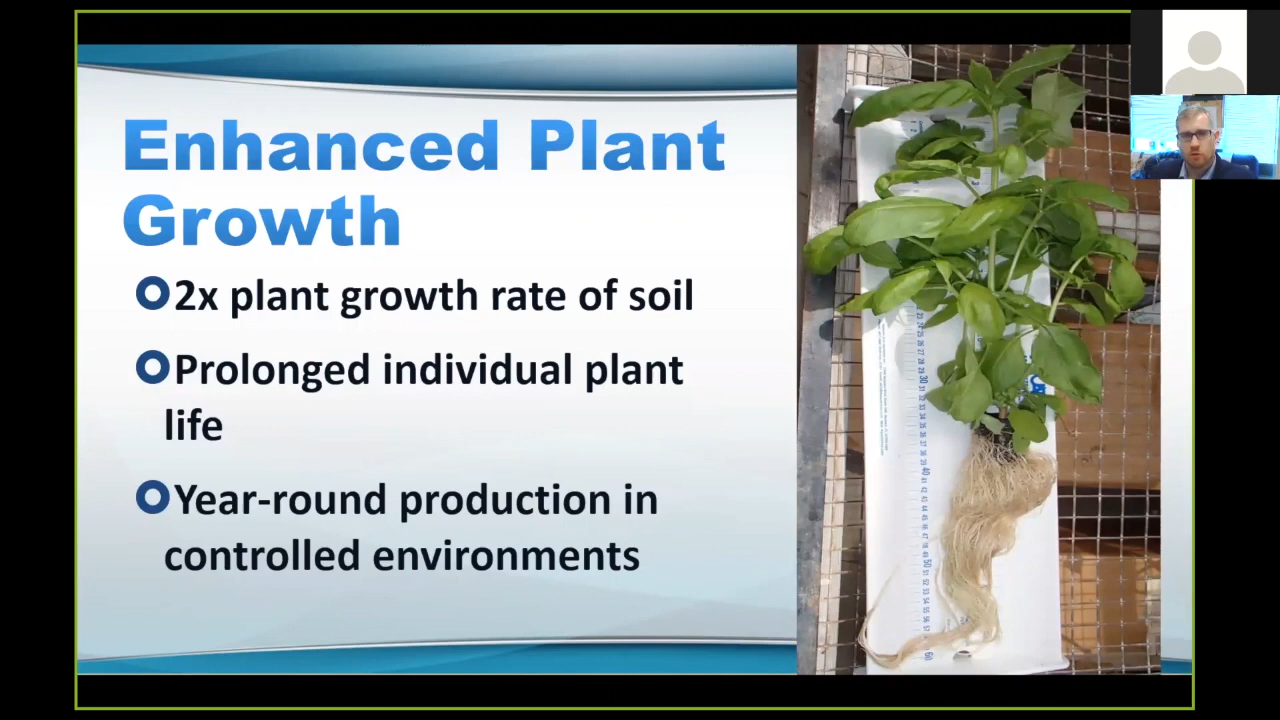 Enhanced Plant
Growth
2x plant growth rate of soil
Prolonged individual plant
life
Year-round production in
controlled environments